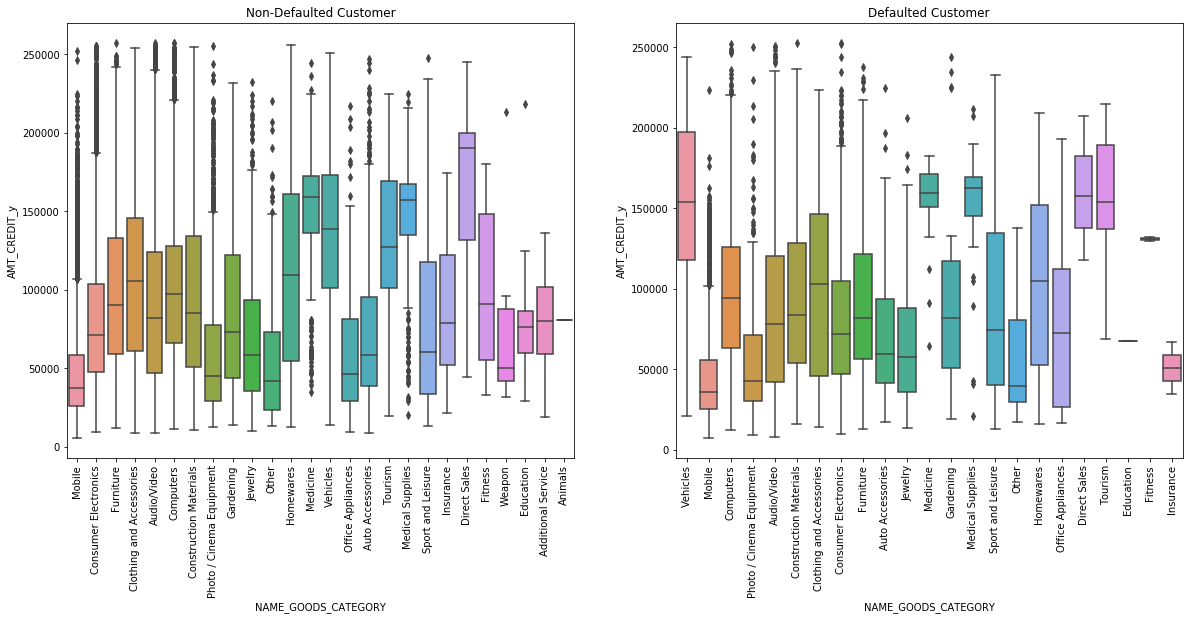 Non-Defaulted Customer
250000
200000
150000
100000
50000
0
AMT_CREDIT_y
Mobile
Consumer Electronics
Furniture
Clothing and Accessories
Audio/Video
Computers
Construction Materials
Photo / Cinema Equipment
Gardening
Jewelry
Other
Homewares
Medicine
Vehicles
Office Appliances
Auto Accessories
Tourism
Medical Supplies
Sport and Leisure
Insurance
Direct Sales
Fitness
Weapon
Education
Additional Service
Animals
NAME_GOODS_CATEGORY
Defaulted Customer
250000
200000
150000
100000
50000
0
AMT_CREDIT_y
Vehicles
Mobile
Computers
Photo / Cinema Equipment
Audio/Video
Construction Materials
Clothing and Accessories
Consumer Electronics
Furniture
Auto Accessories
Jewelry
Medicine
Gardening
Medical Supplies
Sport and Leisure
Other
Homewares
Office Appliances
Direct Sales
Tourism
Education
Fitness
Insurance
NAME_GOODS_CATEGORY